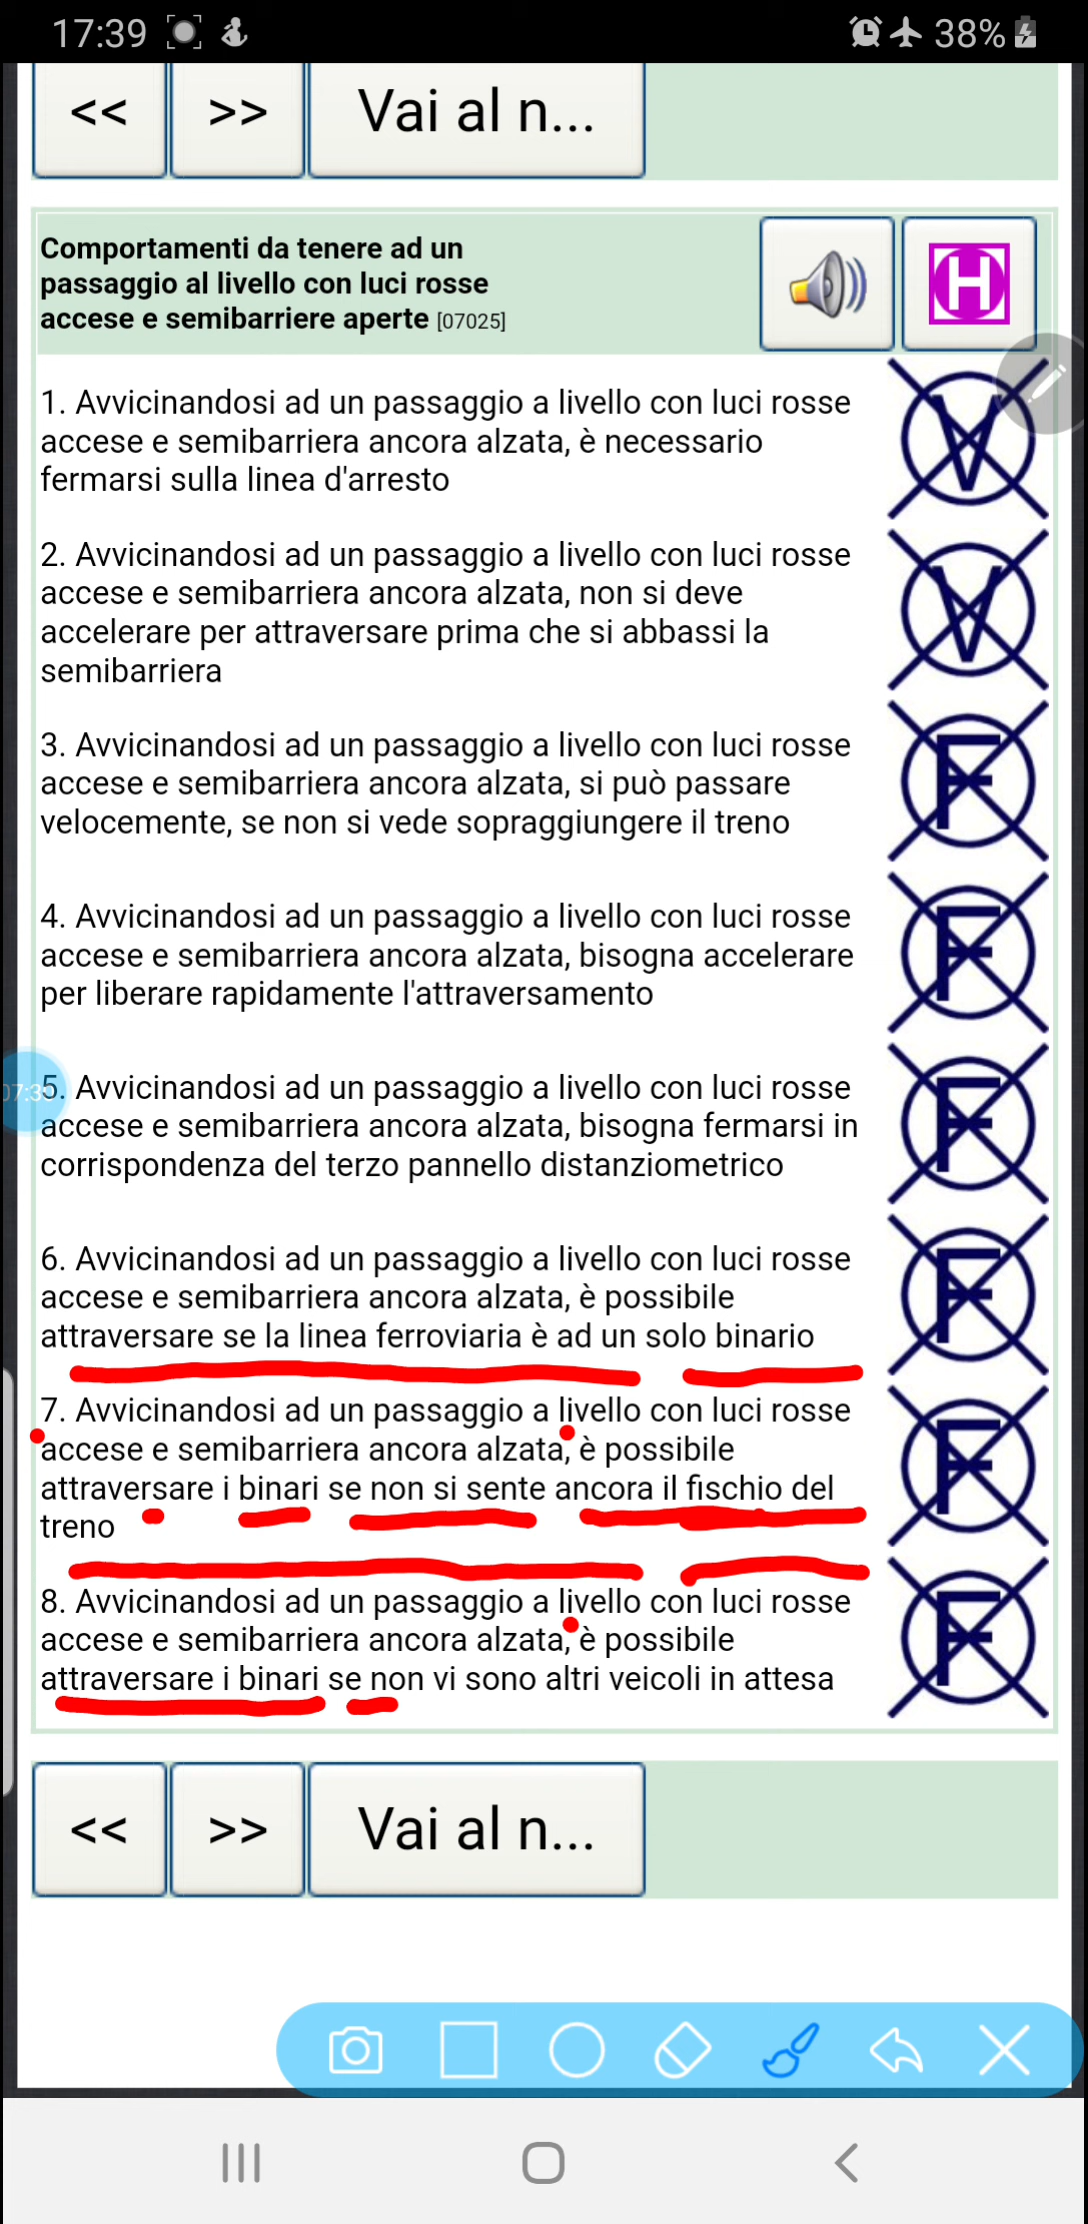 17:39
38%
<<
>>
Vai al n...
Comportamenti da tenere ad un
passaggio al livello con luci rosse
accese e semibarriere aperte [07025]
H
1. Avvicinandosi ad un passaggio a livello con luci rosse
accese e semibarriera ancora alzata, è necessario
fermarsi sulla linea d'arresto
V
2. Avvicinandosi ad un passaggio a livello con luci rosse
accese e semibarriera ancora alzata, non si deve
accelerare per attraversare prima che si abbassi la
semibarriera
V
3. Avvicinandosi ad un passaggio a livello con luci rosse
accese e semibarriera ancora alzata, si può passare
velocemente, se non si vede sopraggiungere il treno
F
4. Avvicinandosi ad un passaggio a livello con luci rosse
accese e semibarriera ancora alzata, bisogna accelerare
per liberare rapidamente l'attraversamento
F
5. Avvicinandosi ad un passaggio a livello con luci rosse
accese e semibarriera ancora alzata, bisogna fermarsi in
corrispondenza del terzo pannello distanziometrico
F
6. Avvicinandosi ad un passaggio a livello con luci rosse
accese e semibarriera ancora alzata, è possibile
attraversare se la linea ferroviaria è ad un solo binario
F
7. Avvicinandosi ad un passaggio a livello con luci rosse
accese e semibarriera ancora alzata, è possibile
attraversare i binari se non si sente ancora il fischio del
treno
F
8. Avvicinandosi ad un passaggio a livello con luci rosse
accese e semibarriera ancora alzata, è possibile
attraversare i binari se non vi sono altri veicoli in attesa
F
<<
>>
Vai al n...